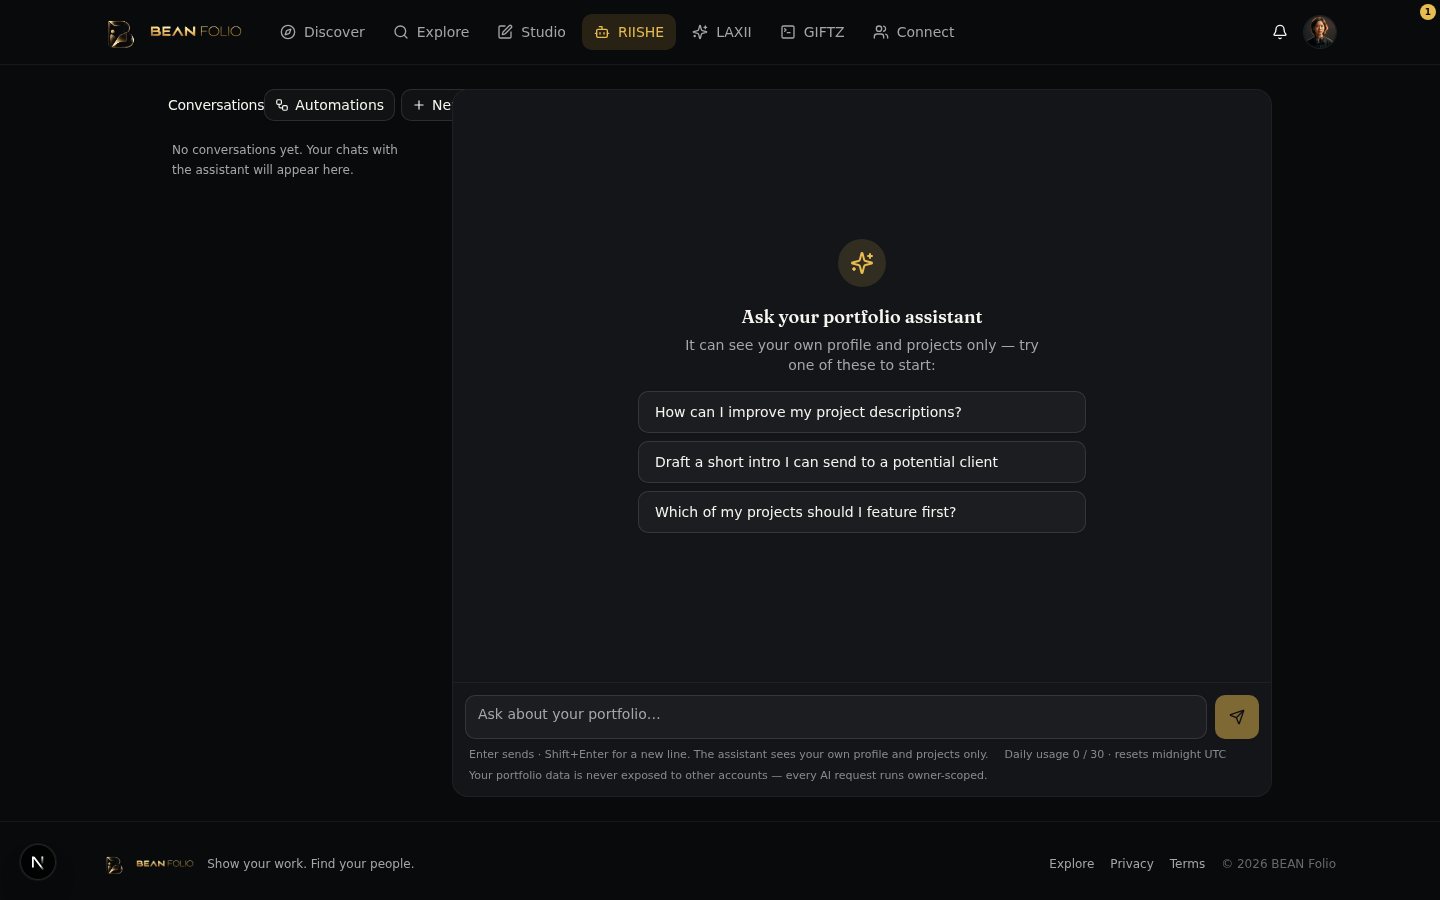 BEAN FOLIO
Discover
Explore
Studio
RIISHE
LAXII
GIFTZ
Connect
1
Conversations
Automations
No conversations yet. Your chats with
the assistant will appear here.
Ask your portfolio assistant
It can see your own profile and projects only — try
one of these to start:
How can I improve my project descriptions?
Draft a short intro I can send to a potential client
Which of my projects should I feature first?
Ask about your portfolio...
Enter sends · Shift+Enter for a new line. The assistant sees your own profile and projects only.
Daily usage 0 / 30 · resets midnight UTC
Your portfolio data is never exposed to other accounts — every AI request runs owner-scoped.
N
BEAN FOLIO
Show your work. Find your people.
Explore
Privacy
Terms
© 2026 BEAN Folio